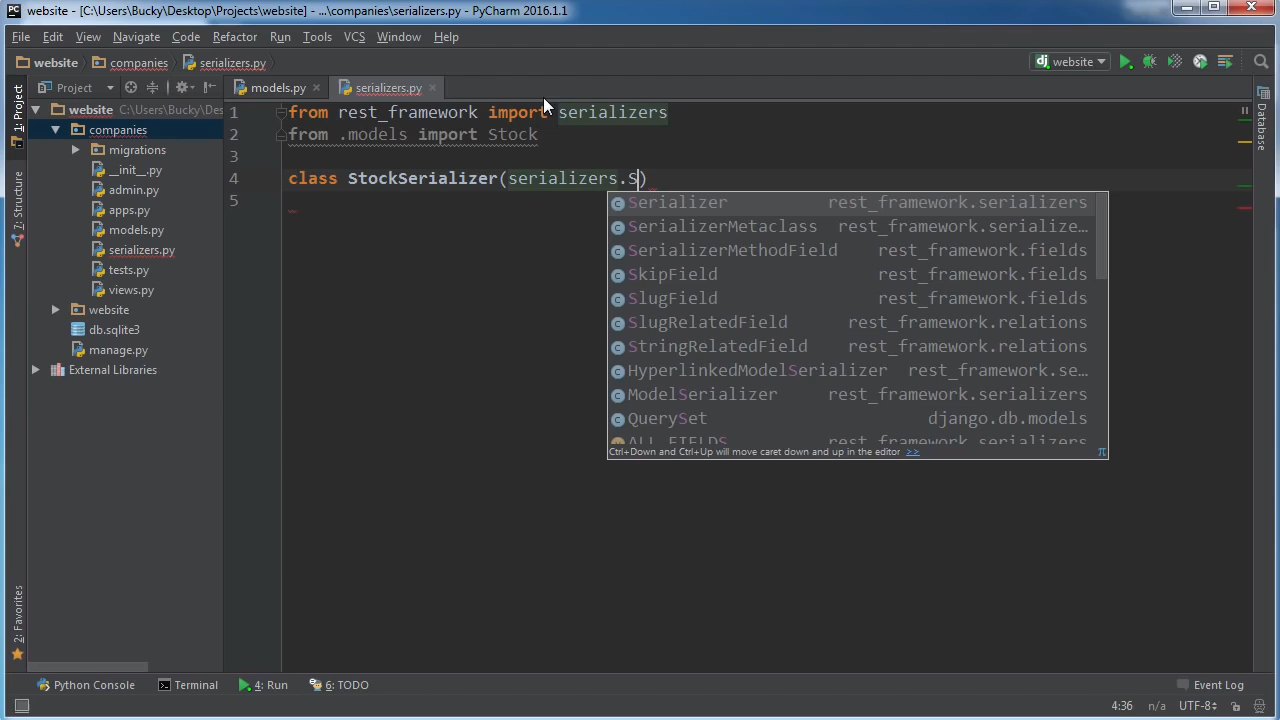 website - [C:\Users\Bucky\Desktop\Projects\website] - ...\companies\serializers.py - PyCharm 2016.1.1
File Edit View Navigate Code Refactor Run Tools VCS Window Help
website companies serializers.py
website
Project
models.py serializers.py
1: Project
7: Structure
2: Favorites
website C:\Users\Bucky\Des
companies
migrations
__init__.py
admin.py
apps.py
models.py
serializers.py
tests.py
views.py
website
db.sqlite3
manage.py
External Libraries
1 from rest_framework import serializers
2 from .models import Stock
3
4 class StockSerializer(serializers.S)
5
Serializer rest_framework.serializers
SerializerMetaclass rest_framework.serialize…
SerializerMethodField rest_framework.fields
SkipField rest_framework.fields
SlugField rest_framework.fields
SlugRelatedField rest_framework.relations
StringRelatedField rest_framework.relations
HyperlinkedModelSerializer rest_framework.se…
ModelSerializer rest_framework.serializers
QuerySet django.db.models
ALL_FIELDS rest_framework.serializers
Ctrl+Down and Ctrl+Up will move caret down and up in the editor >> π
Database
Python Console Terminal 4: Run 6: TODO Event Log
4:36 n/a UTF-8